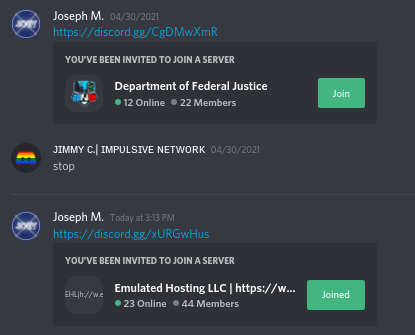 Joseph M. 04/30/2021
https://discord.gg/CgDMwXmR
YOU'VE BEEN INVITED TO JOIN A SERVER
Department of Federal Justice
12 Online 22 Members
Join
JIMMY C.| IMPULSIVE NETWORK 04/30/2021
stop
Joseph M. Today at 3:13 PM
https://discord.gg/xURGwHus
YOU'VE BEEN INVITED TO JOIN A SERVER
EHL|h://w.e
Emulated Hosting LLC | https://w...
23 Online 44 Members
Joined